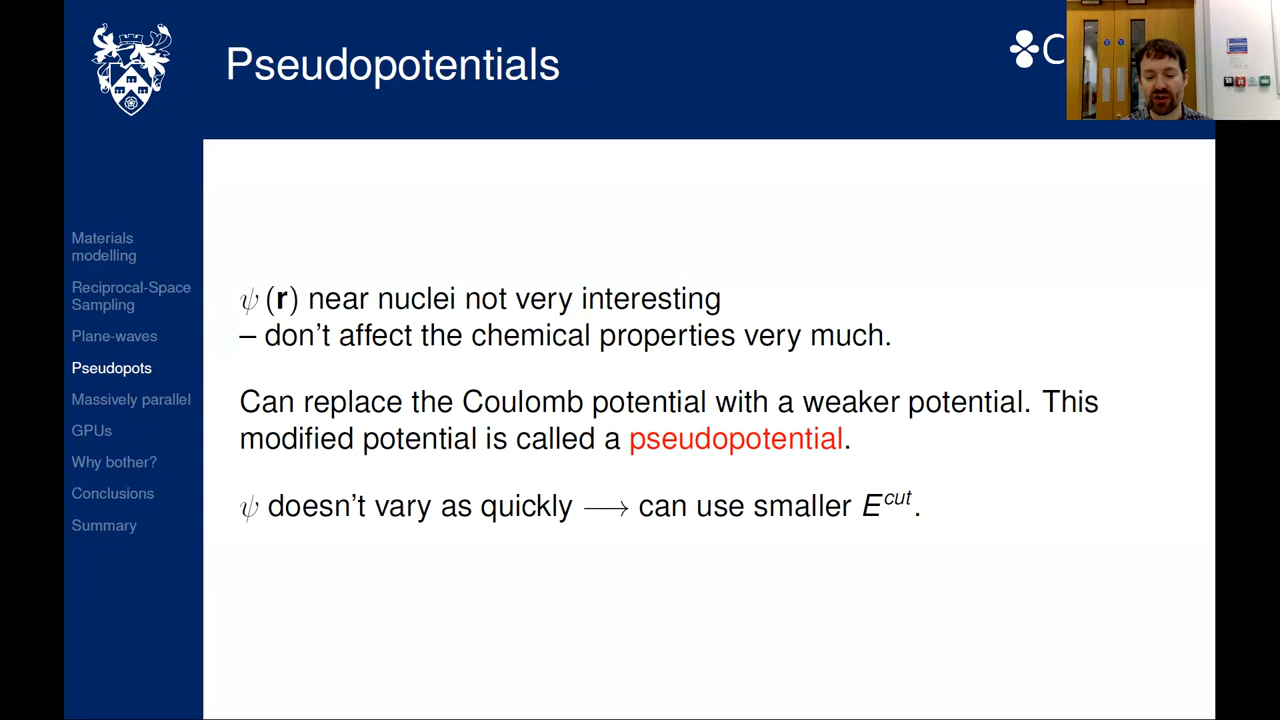 Pseudopotentials
C
Materials
modelling
Reciprocal-Space
Sampling
Plane-waves
Pseudopots
Massively parallel
GPUs
Why bother?
Conclusions
Summary
ψ (r) near nuclei not very interesting
– don't affect the chemical properties very much.
Can replace the Coulomb potential with a weaker potential. This
modified potential is called a pseudopotential.
ψ doesn't vary as quickly ⟶ can use smaller E^cut.